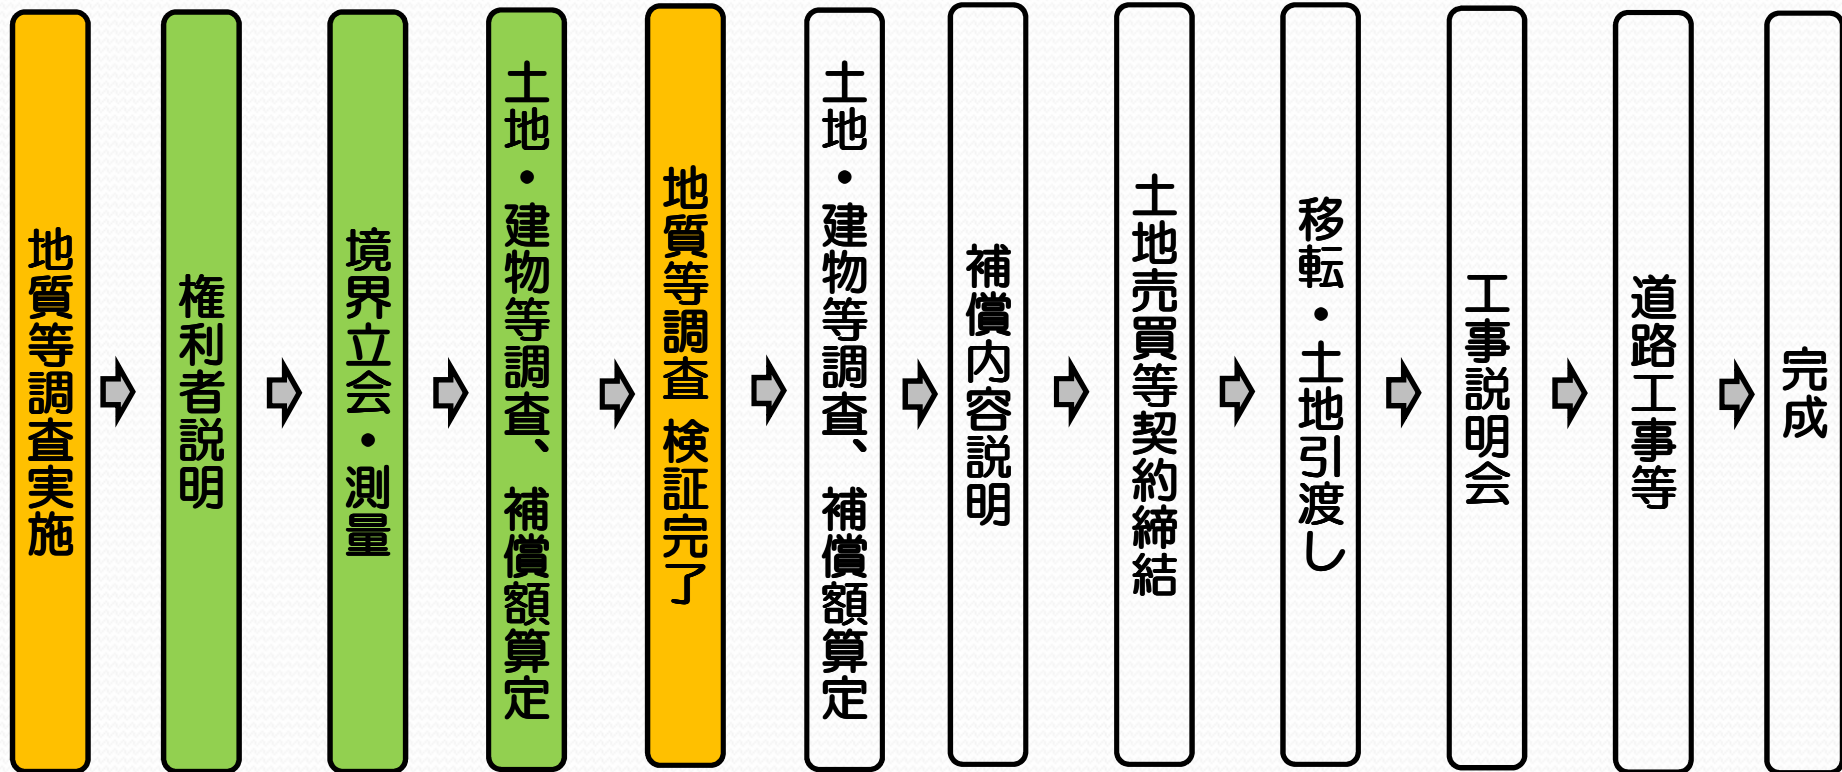 地質等調査実施
権利者説明
境界立会・測量
土地・建物等調査、補償額算定
地質等調査 検証完了
土地・建物等調査、補償額算定
補償内容説明
土地売買等契約締結
移転・土地引渡し
工事説明会
道路工事等
完成